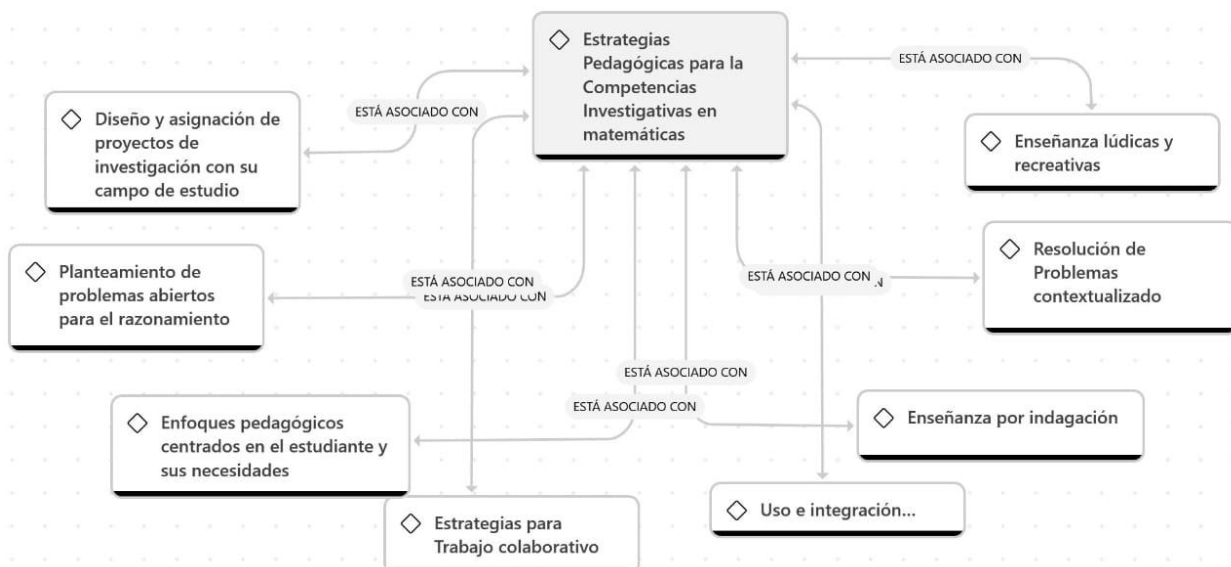 Estrategias
Pedagógicas para la
Competencias
Investigativas en
matemáticas
ESTÁ ASOCIADO CON
ESTÁ ASOCIADO CON
Diseño y asignación de
proyectos de
investigación con su
campo de estudio
Enseñanza lúdicas y
recreativas
Planteamiento de
problemas abiertos
para el razonamiento
ESTÁ ASOCIADO CON
ESTÁ ASOCIADO CON
ESTÁ ASOCIADO CON
N
Resolución de
Problemas
contextualizado
ESTÁ ASOCIADO CON
ESTÁ ASOCIADO CON
Enfoques pedagógicos
centrados en el estudiante y
sus necesidades
Enseñanza por indagación
Estrategias para
Trabajo colaborativo
Uso e integración...